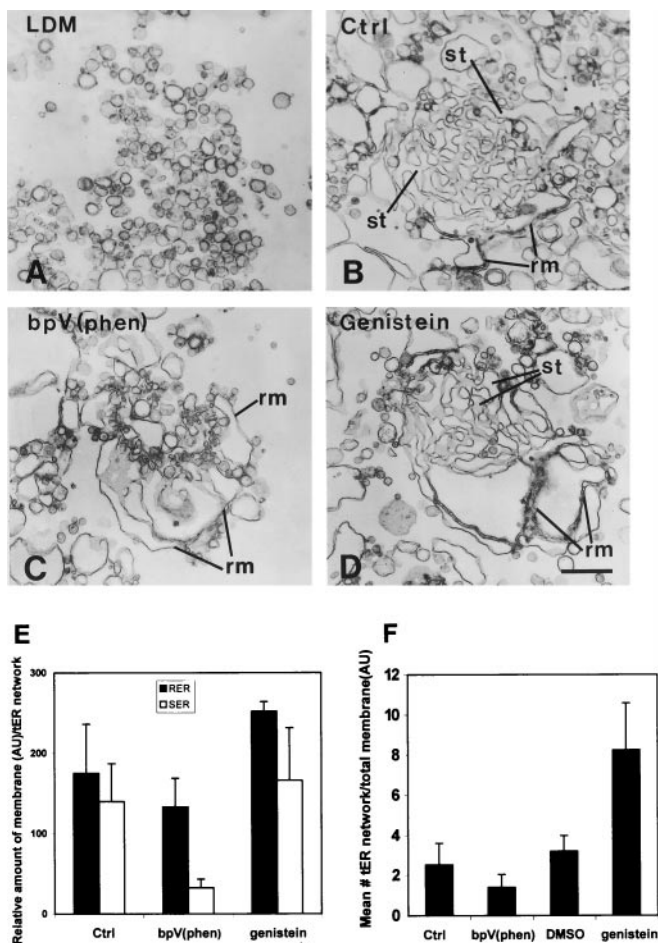 LDM
A
Ctrl
st
st
rm
B
bpV(phen)
rm
rm
C
Genistein
st
rm
D
E
Relative amount of membrane (AU)/tER network
300
200
100
0
RER
SER
Ctrl
bpV(phen)
genistein
F
Mean # tER network/total membrane(AU)
12
10
8
6
4
2
0
Ctrl
bpV(phen)
DMSO
genistein